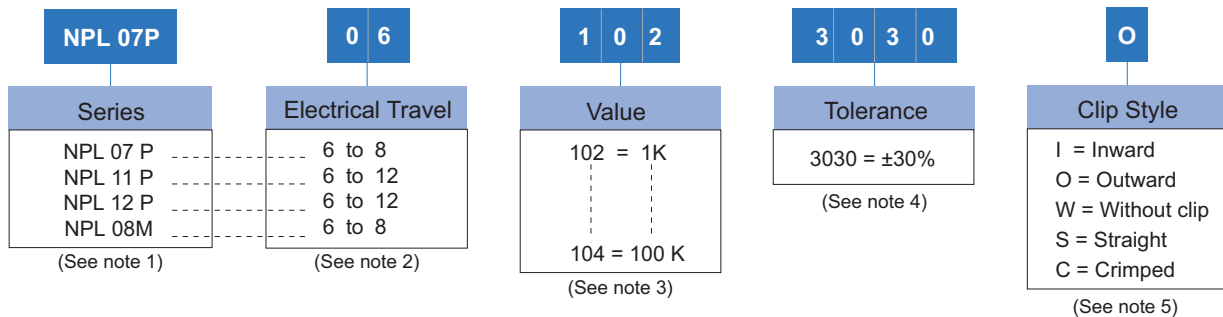 NPL 07P
0 6
1 0 2
3 0 3 0
O
Series
Electrical Travel
Value
Tolerance
Clip Style
NPL 07 P
NPL 11 P
NPL 12 P
NPL 08M
(See note 1)
6 to 8
6 to 12
6 to 12
6 to 8
(See note 2)
102 = 1K
104 = 100 K
(See note 3)
3030 = ±30%
(See note 4)
I = Inward
O = Outward
W = Without clip
S = Straight
C = Crimped
(See note 5)